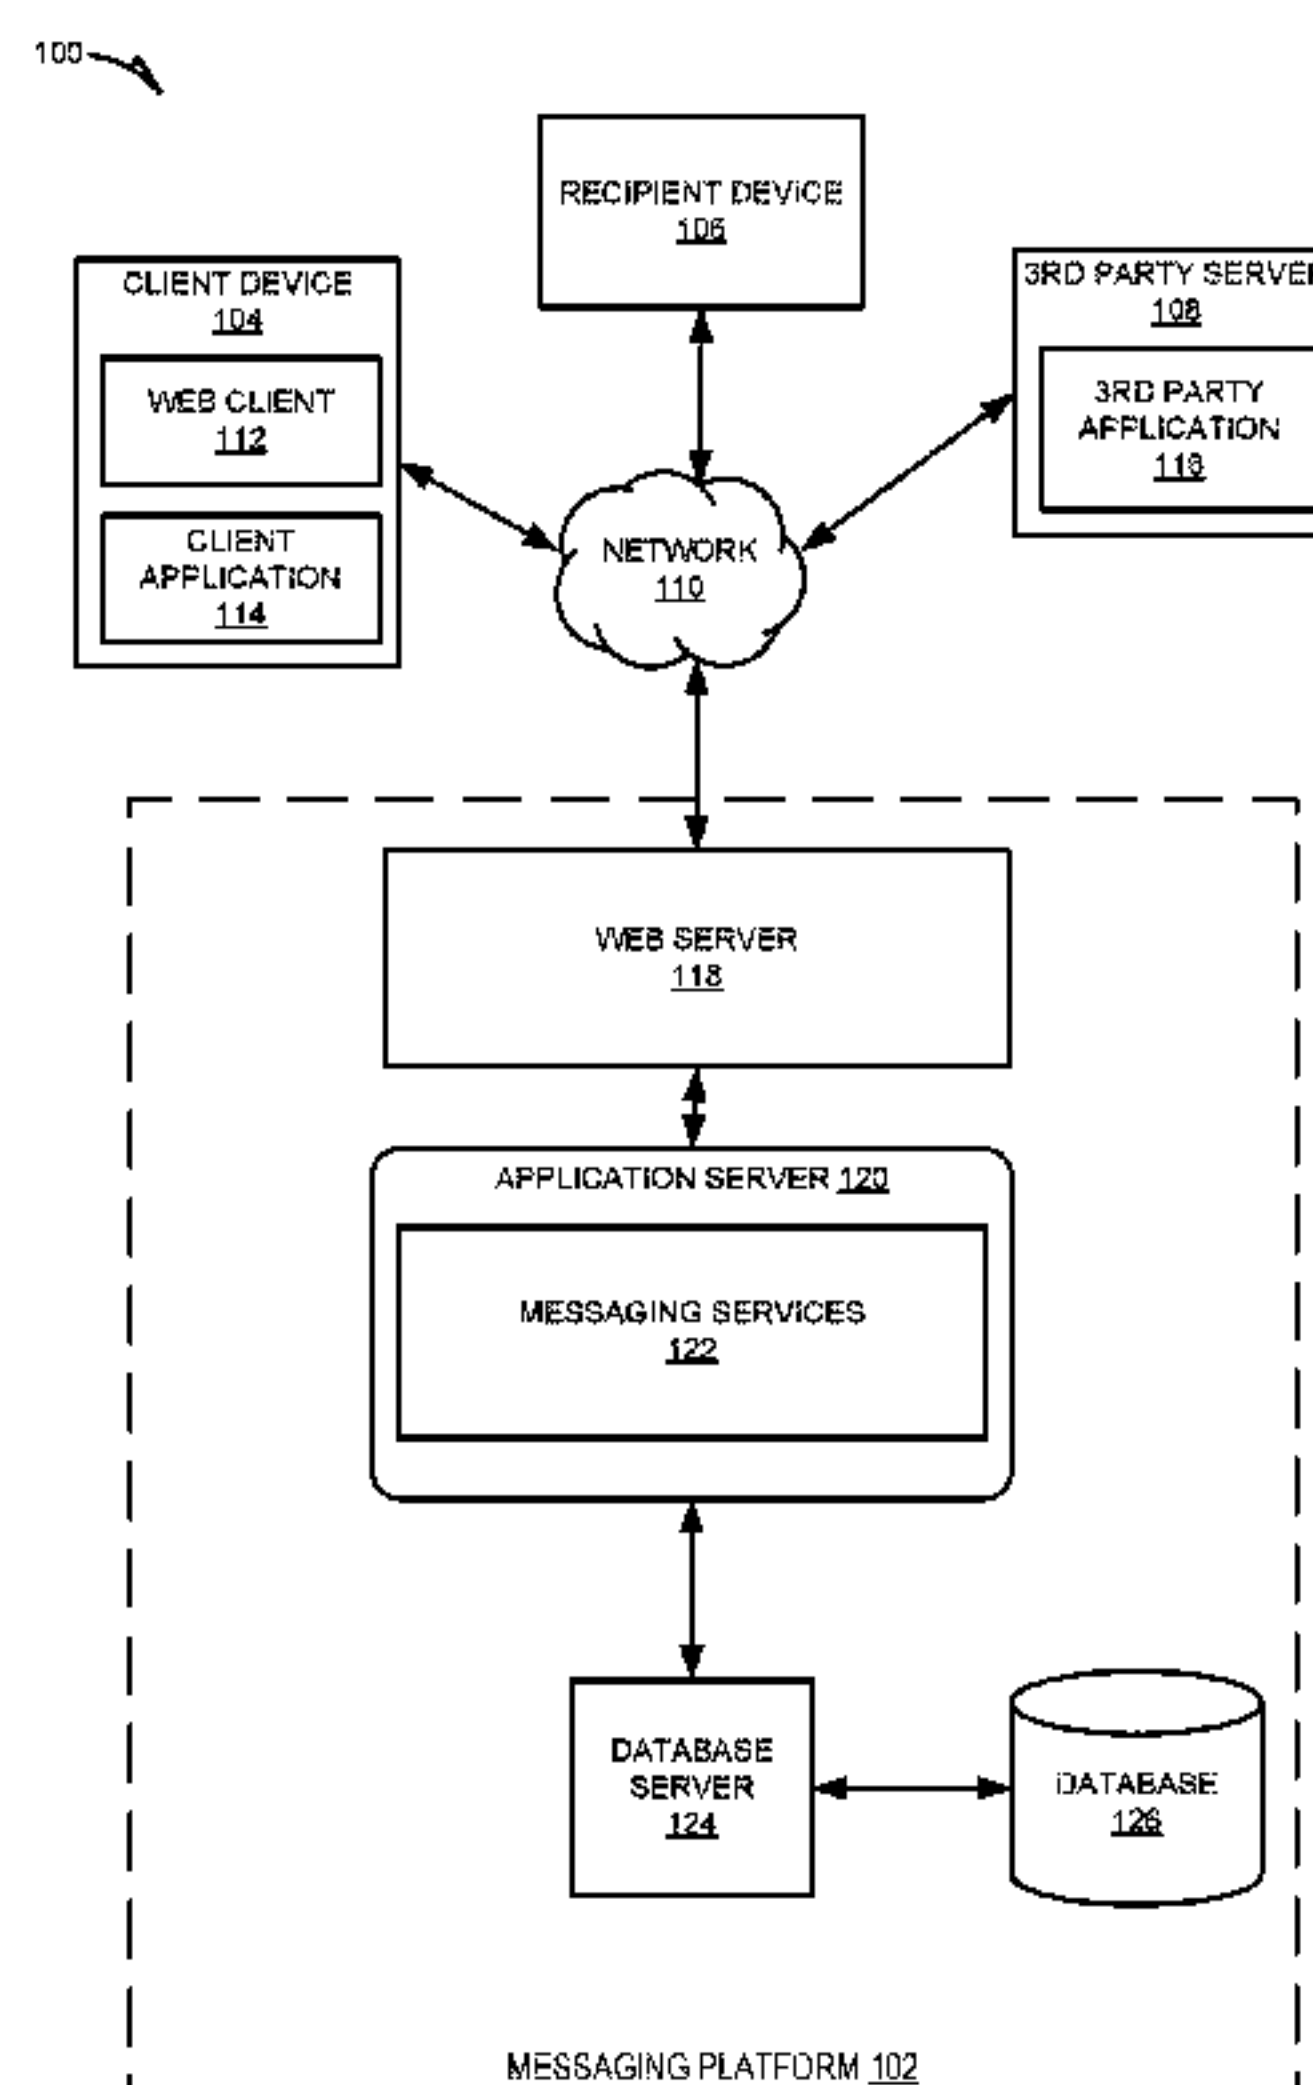 100
RECIPIENT DEVICE
106
CLIENT DEVICE
104
WEB CLIENT
112
CLIENT
APPLICATION
114
3RD PARTY SERVER
108
3RD PARTY
APPLICATION
116
NETWORK
110
WEB SERVER
118
APPLICATION SERVER 120
MESSAGING SERVICES
122
DATABASE
SERVER
124
DATABASE
126
MESSAGING PLATFORM 102